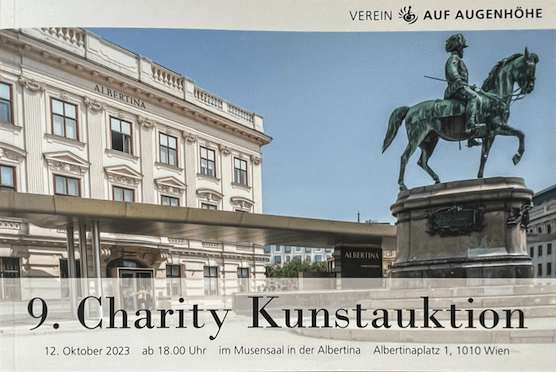 VEREIN AUF AUGENHÖHE
ALBERTINA
ALBERTINA
9. Charity Kunstauktion
12. Oktober 2023 ab 18.00 Uhr im Musensaal in der Albertina Albertinaplatz 1, 1010 Wien